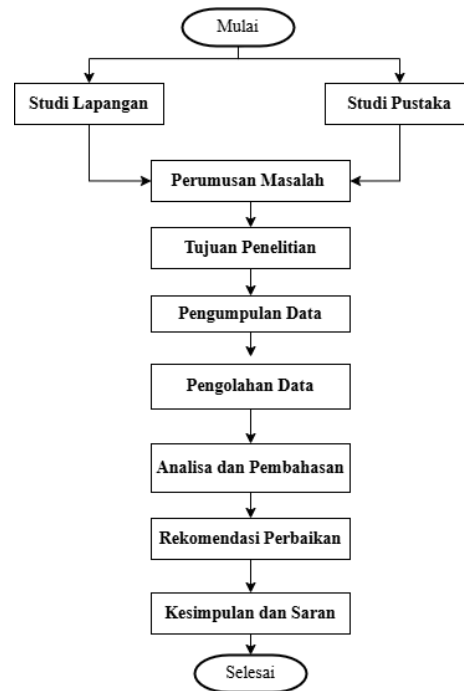 Mulai
Studi Lapangan
Studi Pustaka
Perumusan Masalah
Tujuan Penelitian
Pengumpulan Data
Pengolahan Data
Analisa dan Pembahasan
Rekomendasi Perbaikan
Kesimpulan dan Saran
Selesai